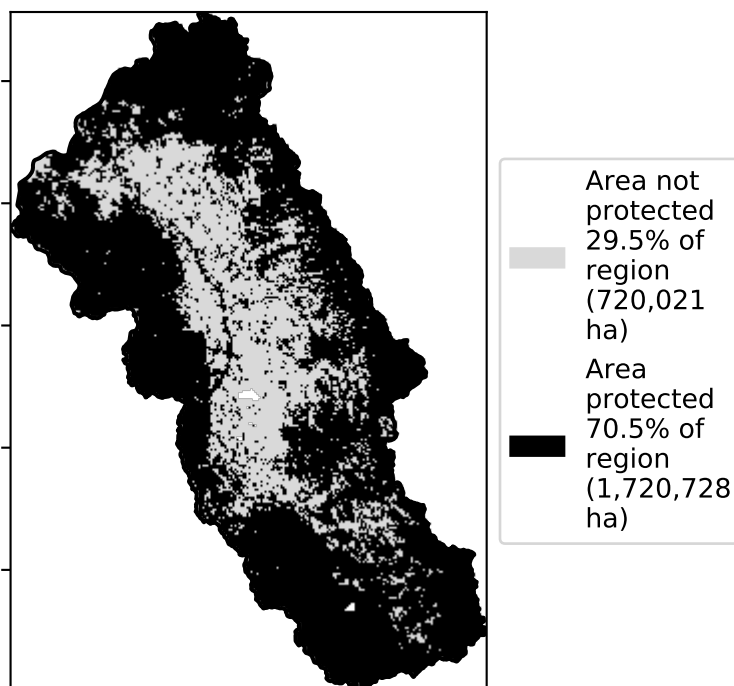 Area not
protected
29.5% of
region
(720,021
ha)
Area
protected
70.5% of
region
(1,720,728
ha)